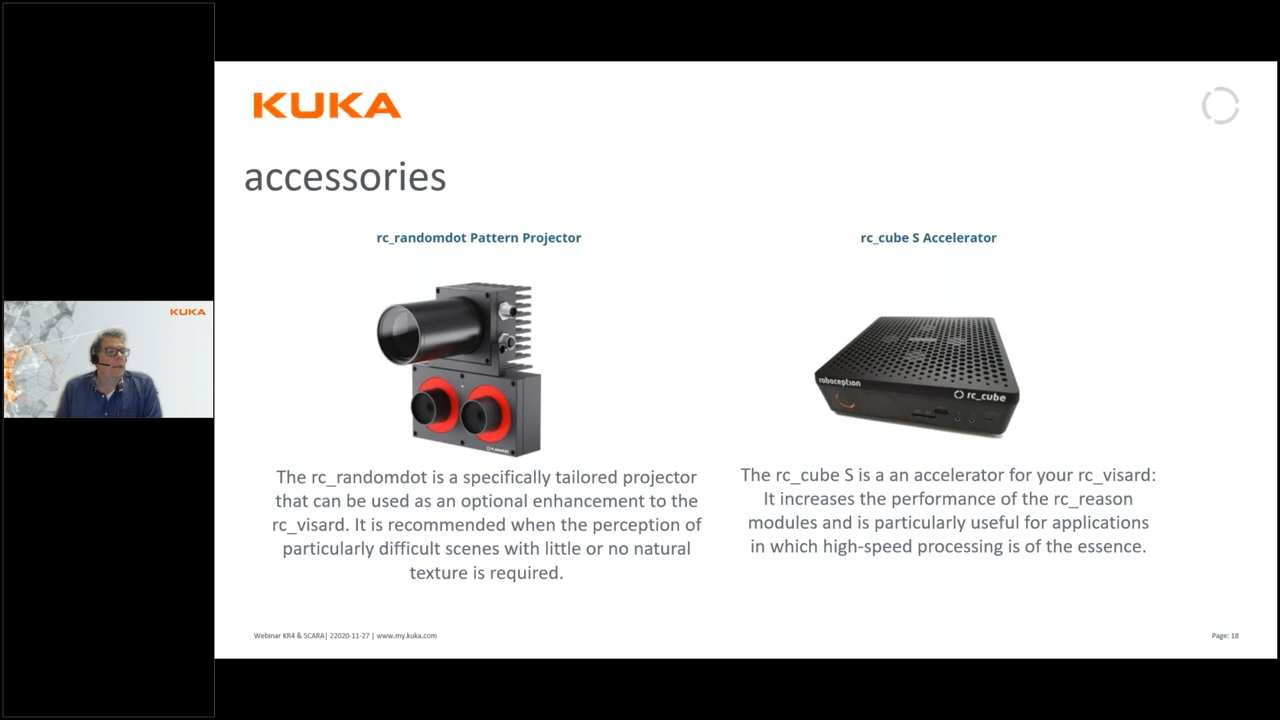 KUKA
KUKA
accessories
rc_randomdot Pattern Projector
rc_cube S Accelerator
roboception
rc_cube
The rc_randomdot is a specifically tailored projector
that can be used as an optional enhancement to the
rc_visard. It is recommended when the perception of
particularly difficult scenes with little or no natural
texture is required.
The rc_cube S is a an accelerator for your rc_visard:
It increases the performance of the rc_reason
modules and is particularly useful for applications
in which high-speed processing is of the essence.
Webinar KR4 & SCARA| 22020-11-27 | www.my.kuka.com
Page: 18